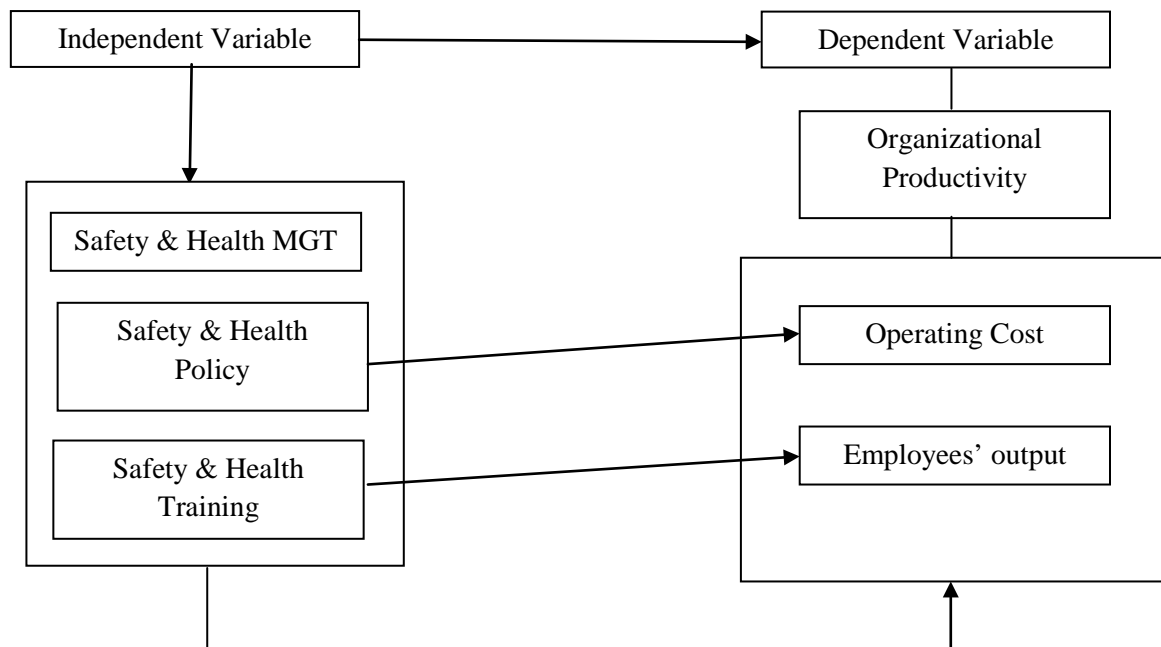 Independent Variable
Dependent Variable
Organizational
Productivity
Safety & Health MGT
Safety & Health
Policy
Operating Cost
Safety & Health
Training
Employees’ output